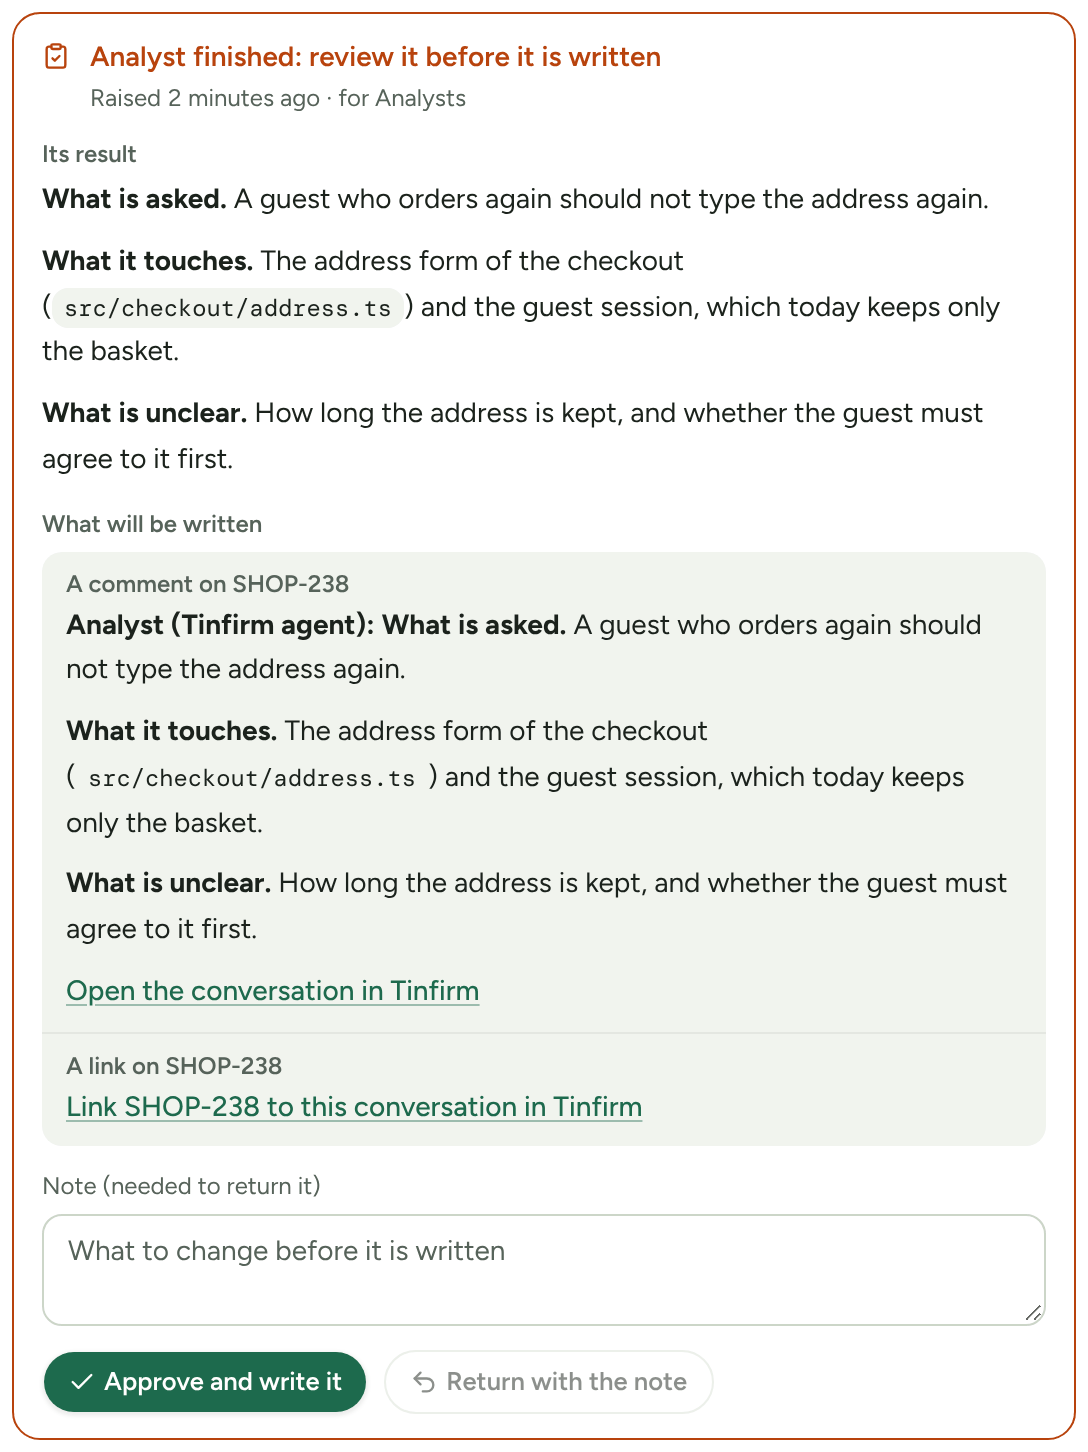 Analyst finished: review it before it is written
Raised 2 minutes ago · for Analysts
Its result
What is asked. A guest who orders again should not type the address again.
What it touches. The address form of the checkout
(src/checkout/address.ts) and the guest session, which today keeps only
the basket.
What is unclear. How long the address is kept, and whether the guest must
agree to it first.
What will be written
A comment on SHOP-238
Analyst (Tinfirm agent): What is asked. A guest who orders again should
not type the address again.
What it touches. The address form of the checkout
( src/checkout/address.ts ) and the guest session, which today keeps
only the basket.
What is unclear. How long the address is kept, and whether the guest must
agree to it first.
Open the conversation in Tinfirm
A link on SHOP-238
Link SHOP-238 to this conversation in Tinfirm
Note (needed to return it)
What to change before it is written
Approve and write it
Return with the note